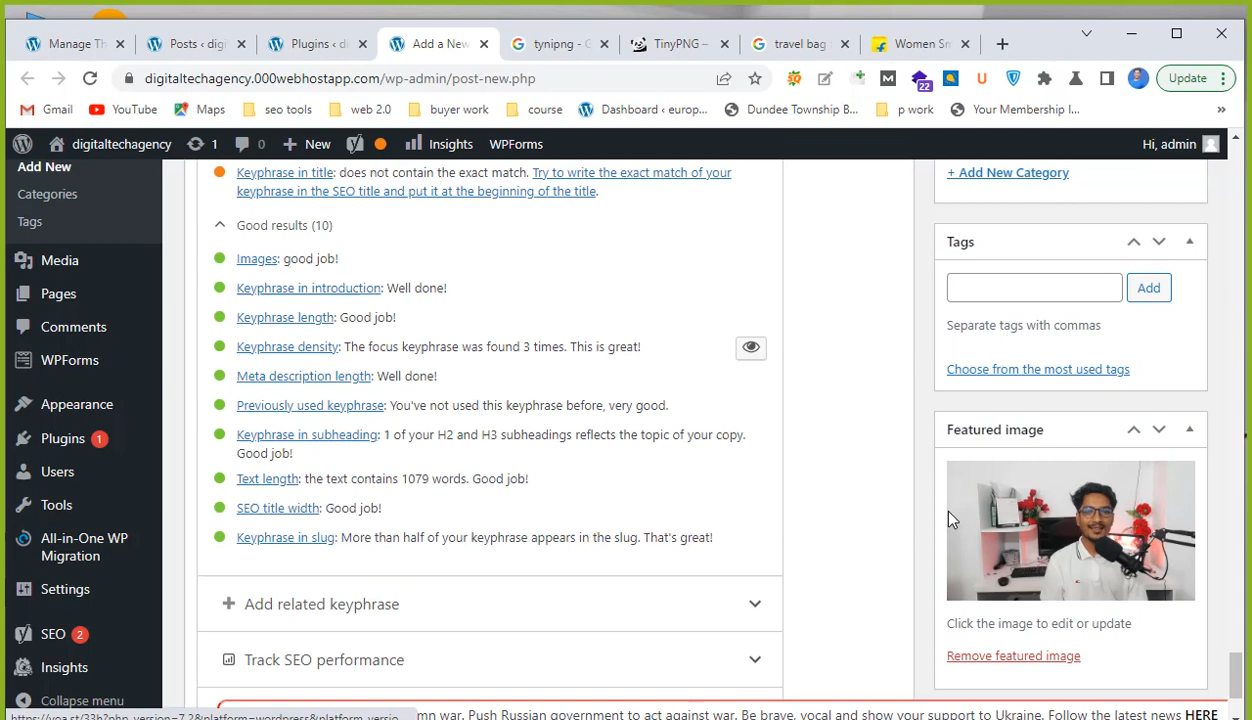 Manage Th
Posts ‹ digi
Plugins ‹ di
Add a New
tynipng - G
TinyPNG –
travel bag
Women Sm
digitaltechagency.000webhostapp.com/wp-admin/post-new.php
22
Update
Gmail
YouTube
Maps
seo tools
web 2.0
buyer work
course
Dashboard ‹ europ...
Dundee Township B...
p work
Your Membership I...
»
digitaltechagency
1
0
New
Insights
WPForms
Hi, admin
Add New
Categories
Tags
Media
Pages
Comments
WPForms
Appearance
Plugins 1
Users
Tools
All-in-One WP
Migration
Settings
SEO 2
Insights
Collapse menu
Keyphrase in title: does not contain the exact match. Try to write the exact match of your
keyphrase in the SEO title and put it at the beginning of the title.
Good results (10)
Images: good job!
Keyphrase in introduction: Well done!
Keyphrase length: Good job!
Keyphrase density: The focus keyphrase was found 3 times. This is great!
Meta description length: Well done!
Previously used keyphrase: You've not used this keyphrase before, very good.
Keyphrase in subheading: 1 of your H2 and H3 subheadings reflects the topic of your copy.
Good job!
Text length: the text contains 1079 words. Good job!
SEO title width: Good job!
Keyphrase in slug: More than half of your keyphrase appears in the slug. That's great!
Add related keyphrase
Track SEO performance
+ Add New Category
Tags
Add
Separate tags with commas
Choose from the most used tags
Featured image
Click the image to edit or update
Remove featured image
mn war. Push Russian government to act against war. Be brave, vocal and show your support to Ukraine. Follow the latest news HERE